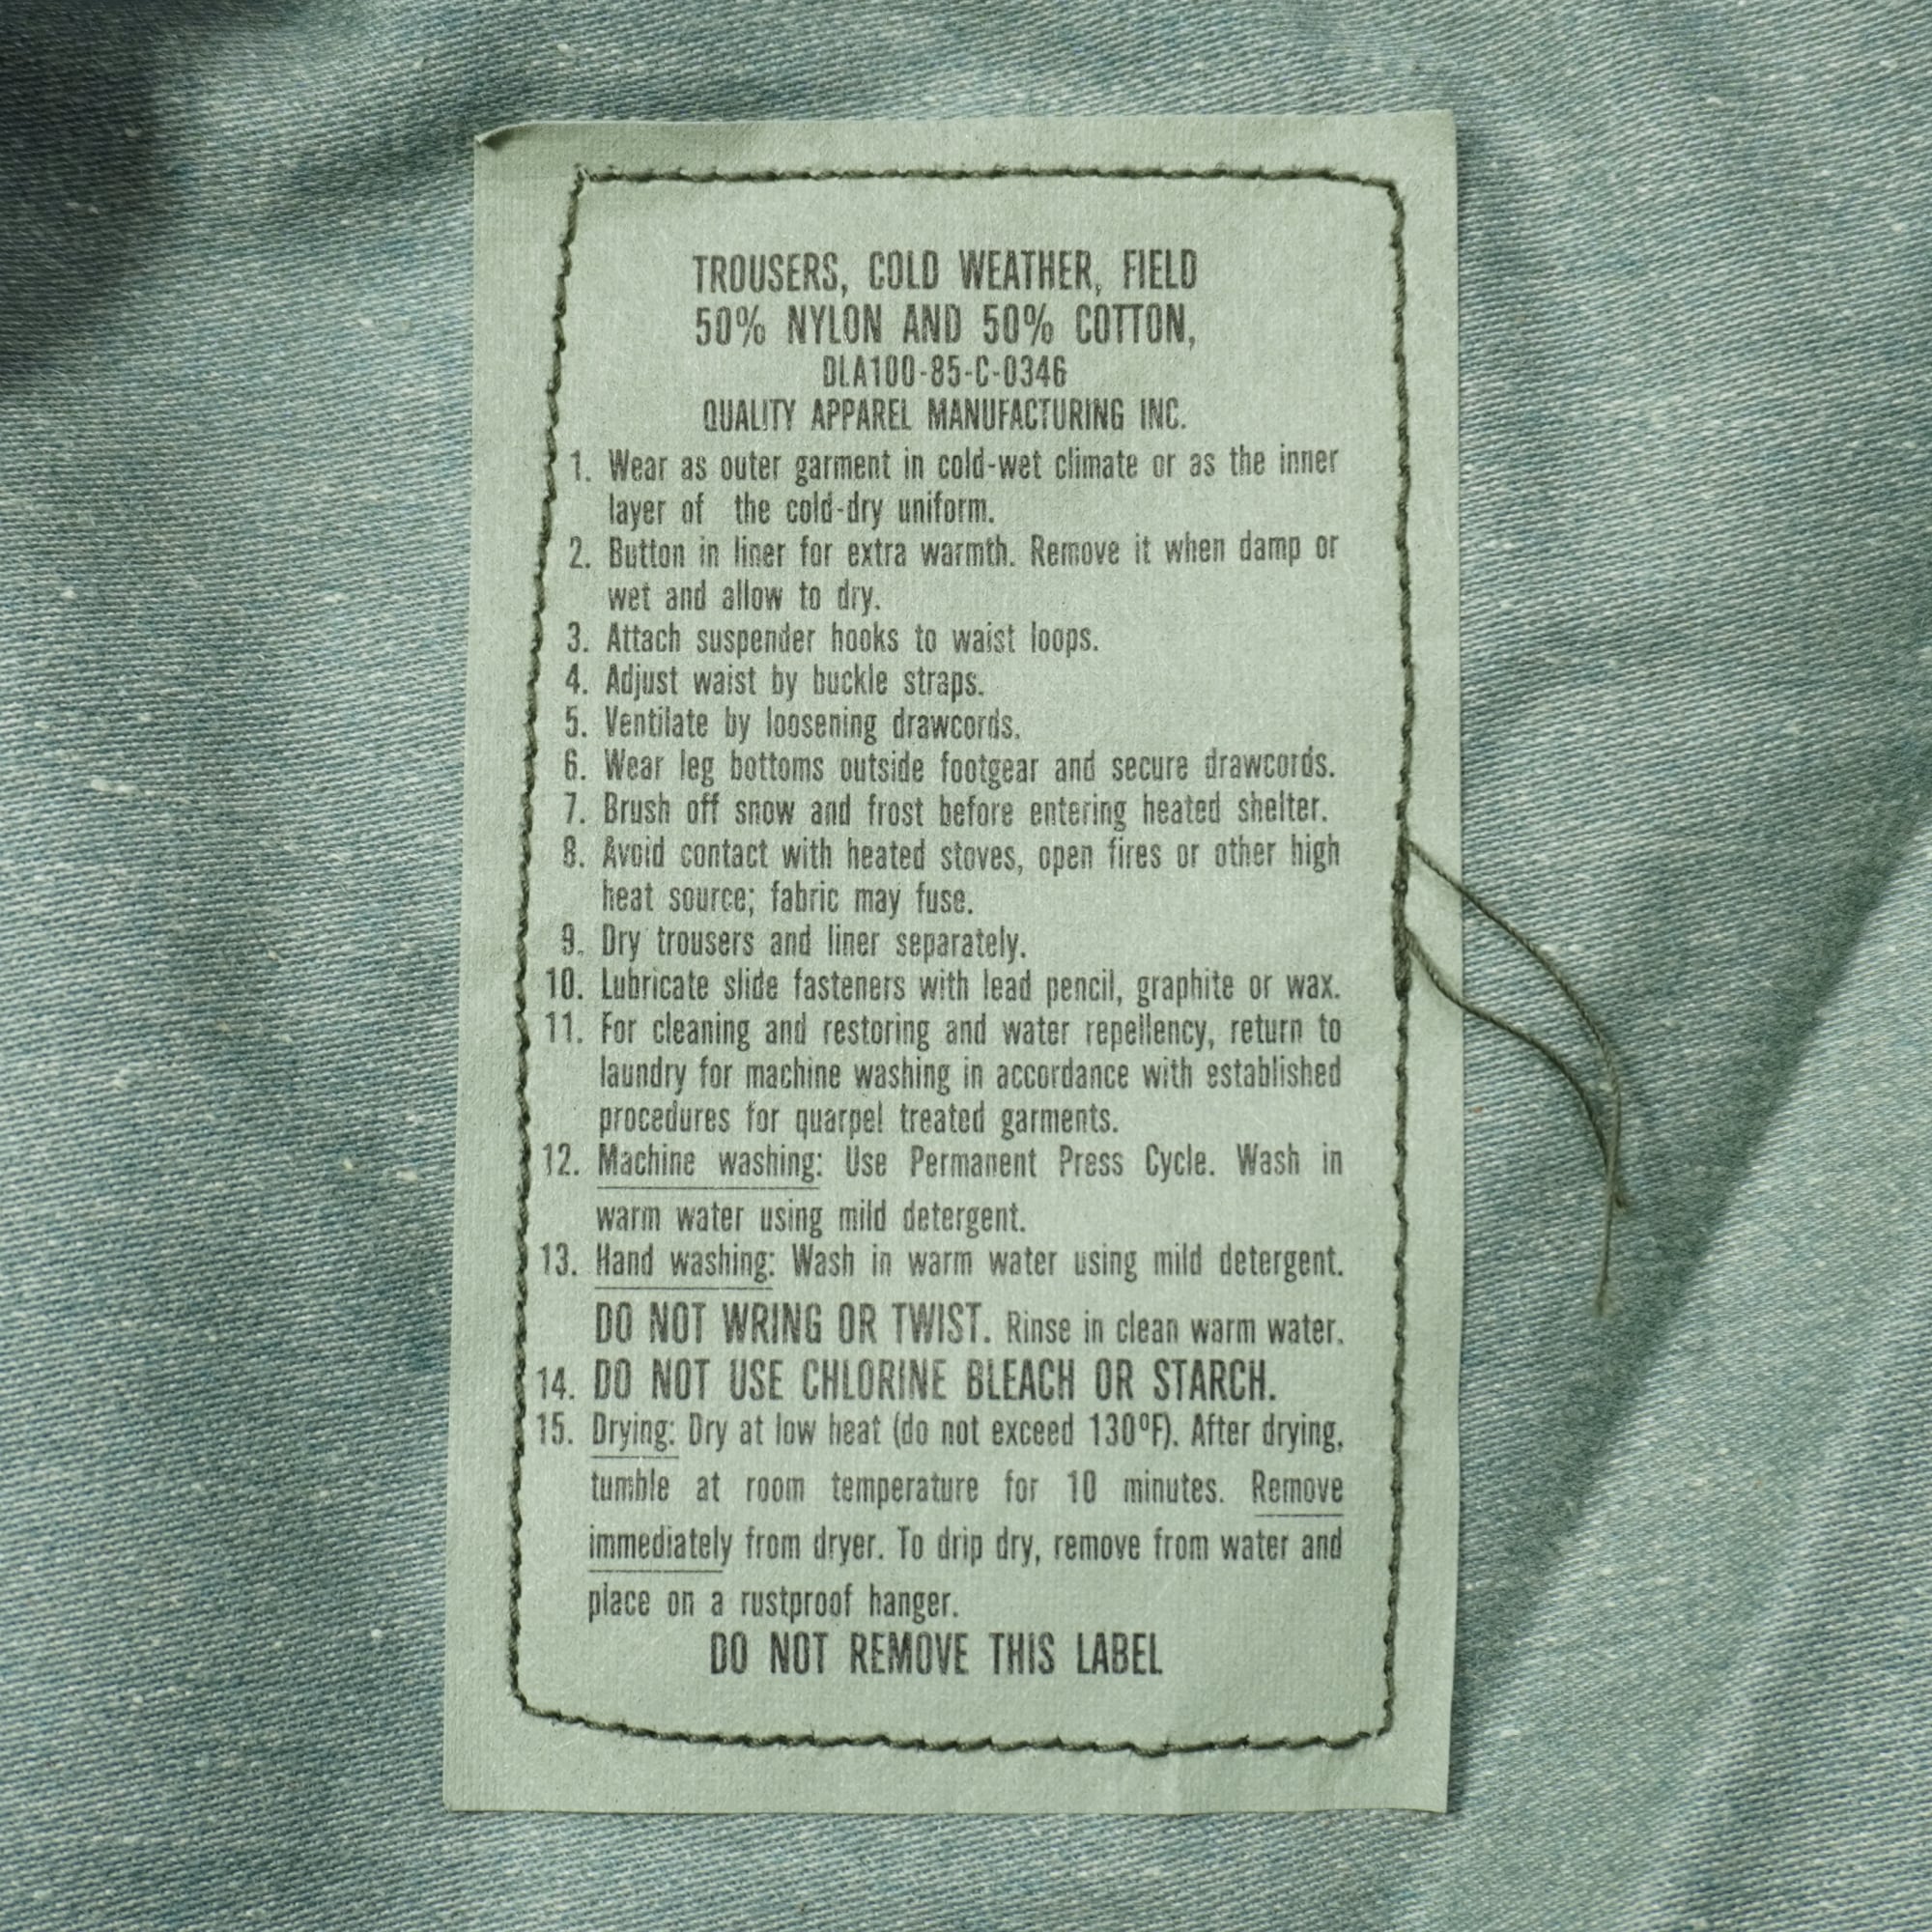 TROUSERS, COLD WEATHER, FIELD
50% NYLON AND 50% COTTON,
DLA100-85-C-0346
QUALITY APPAREL MANUFACTURING INC.
1. Wear as outer garment in cold-wet climate or as the inner
layer of the cold-dry uniform.
2. Button in liner for extra warmth. Remove it when damp or
wet and allow to dry.
3. Attach suspender hooks to waist loops.
4. Adjust waist by buckle straps.
5. Ventilate by loosening drawcords.
6. Wear leg bottoms outside footgear and secure drawcords.
7. Brush off snow and frost before entering heated shelter.
8. Avoid contact with heated stoves, open fires or other high
heat source; fabric may fuse.
9. Dry trousers and liner separately.
10. Lubricate slide fasteners with lead pencil, graphite or wax.
11. For cleaning and restoring and water repellency, return to
laundry for machine washing in accordance with established
procedures for quarpel treated garments.
12. Machine washing: Use Permanent Press Cycle. Wash in
warm water using mild detergent.
13. Hand washing: Wash in warm water using mild detergent.
DO NOT WRING OR TWIST. Rinse in clean warm water.
14. DO NOT USE CHLORINE BLEACH OR STARCH.
15. Drying: Dry at low heat (do not exceed 130ºF). After drying,
tumble at room temperature for 10 minutes. Remove
immediately from dryer. To drip dry, remove from water and
place on a rustproof hanger.
DO NOT REMOVE THIS LABEL